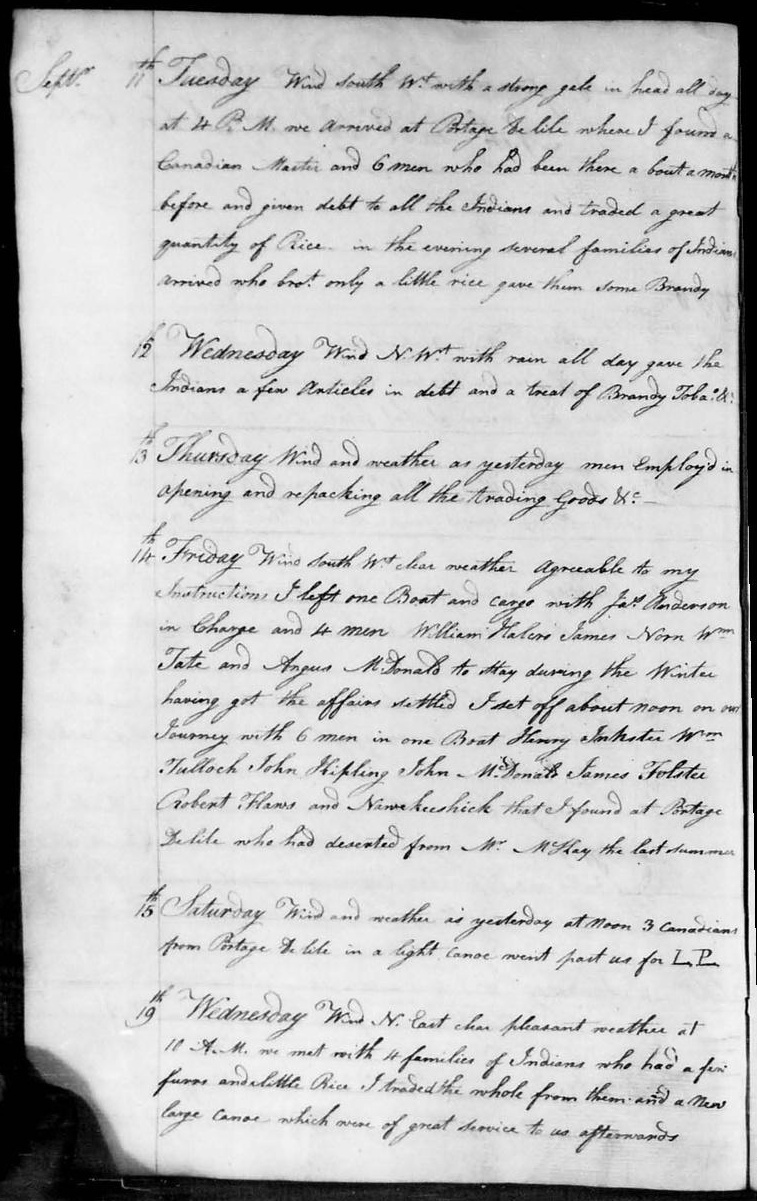 Septbr 11th Tuesday Wind South Wt with a strong gale in head all day
at 4 P.M. we arrived at Portage De lile where I found a
Canadian Master and 6 men who had been there a bout a month
before and given debt to all the Indians and traded a great
quantity of Rice in the evening several families of Indians
arrived who brot only a little rice gave them some Brandy
12th Wednesday Wind N. Wt with rain all day gave the
Indians a few Articles in debt and a treat of Brandy Tobao &c
13th Thursday Wind and weather as yesterday men Employ'd in
opening and repacking all the trading Goods &c
14th Friday Wind South Wt clear weather Agreeable to my
Instructions I left one Boat and cargo with Jas Anderson
in Charge and 4 men William James Norn Wm
Tate and Angus McDonald to stay during the Winter
having got the affairs settled I set off about noon on our
Journey with 6 men in one Boat Henry Inkster Wm
Tulloch John Kipling John McDonald James Folster
Robert Flaws and Nawekeshick that I found at Portage
De lile who had deserted from Mr McKay the last summer
15th Saturday Wind and weather as yesterday at noon 3 Canadians
from Portage De lile in a light Canoe went past us for L.P.
19th Wednesday Wind N. East clear pleasant weather at
10 A.M. we met with 4 families of Indians who had a few
furrs and a little Rice I traded the whole from them and a New
large Canoe which were of great service to us afterwards